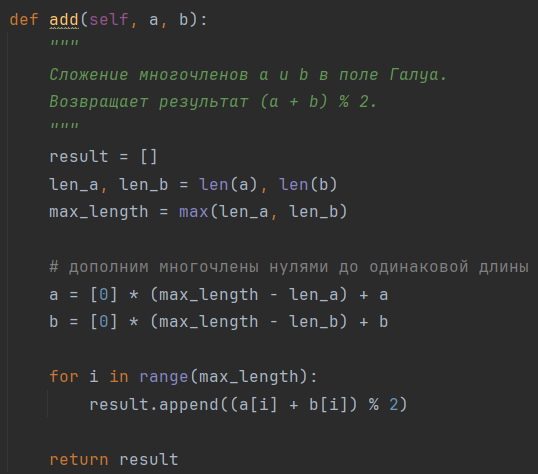 def add(self, a, b):
    """
    Сложение многочленов a и b в поле Галуа.
    Возвращает результат (a + b) % 2.
    """
    result = []
    len_a, len_b = len(a), len(b)
    max_length = max(len_a, len_b)

    # дополним многочлены нулями до одинаковой длины
    a = [0] * (max_length - len_a) + a
    b = [0] * (max_length - len_b) + b

    for i in range(max_length):
        result.append((a[i] + b[i]) % 2)

    return result